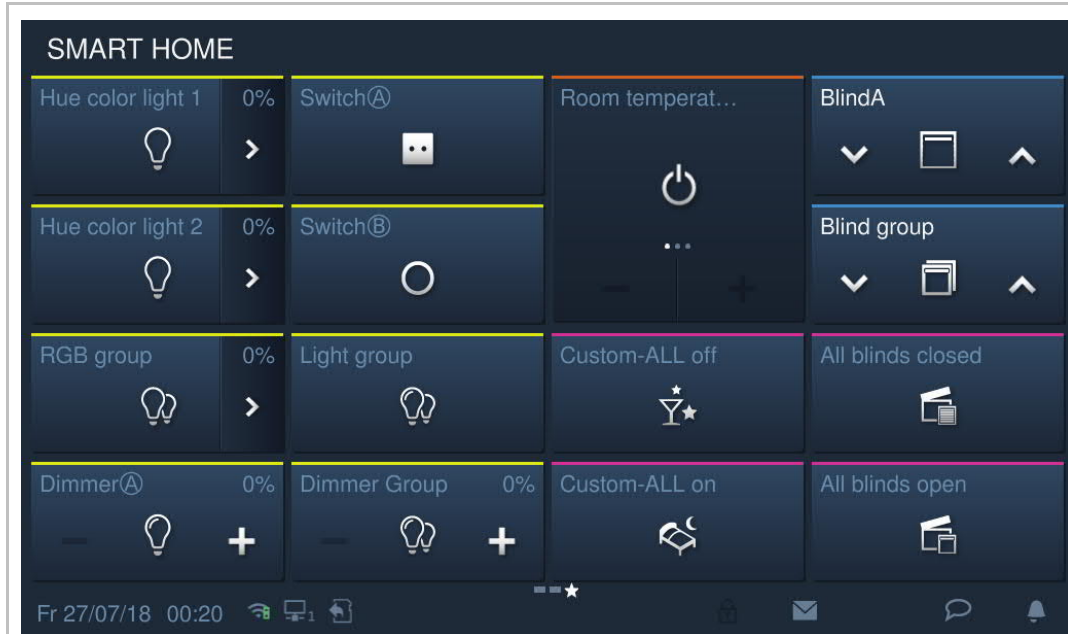 SMART HOME
Hue color light 1 0% SwitchⒶ Room temperat... BlindA
Hue color light 2 0% SwitchⒷ Blind group
RGB group 0% Light group Custom-ALL off All blinds closed
DimmerⒶ 0% Dimmer Group 0% Custom-ALL on All blinds open
Fr 27/07/18 00:20 1